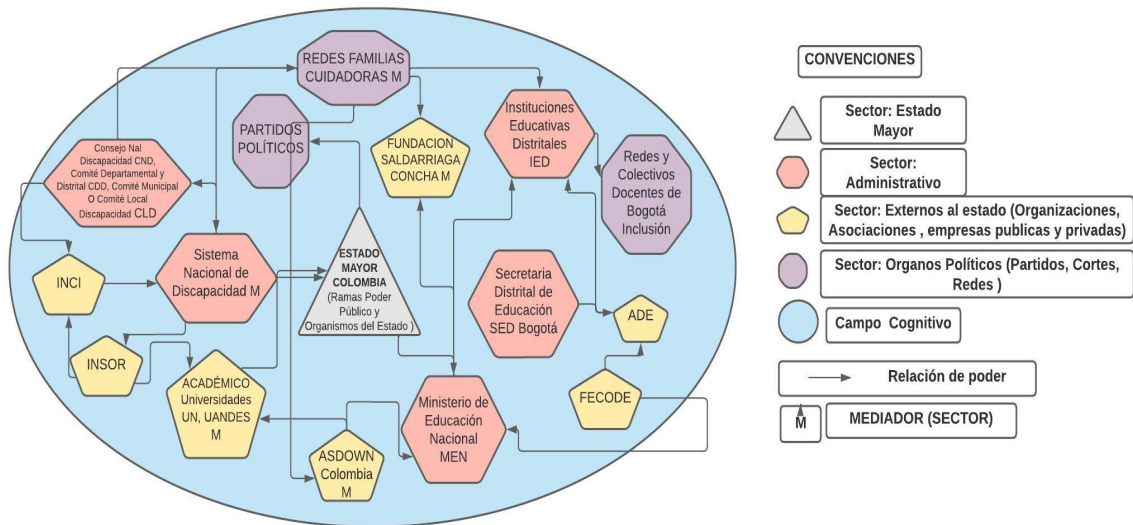 REDES FAMILIAS
CUIDADORAS M
PARTIDOS
POLÍTICOS
FUNDACION
SALDARRIAGA
CONCHA M
Instituciones
Educativas
Distritales
IED
Redes y
Colectivos
Docentes de
Bogotá
Inclusión
Consejo Nal
Discapacidad CND,
Comité Departamental y
Distrital CDD, Comité Municipal
O Comité Local
Discapacidad CLD
INCI
Sistema
Nacional de
Discapacidad M
ESTADO
MAYOR
COLOMBIA
(Ramas Poder
Público y
Organismos del Estado )
Secretaria
Distrital de
Educación
SED Bogotá
ADE
INSOR
ACADÉMICO
Universidades
UN, UANDES
M
ASDOWN
Colombia
M
Ministerio de
Educación
Nacional
MEN
FECODE
CONVENCIONES
Sector: Estado
Mayor
Sector:
Administrativo
Sector: Externos al estado (Organizaciones,
Asociaciones , empresas publicas y privadas)
Sector: Organos Políticos (Partidos, Cortes,
Redes )
Campo Cognitivo
Relación de poder
M
MEDIADOR (SECTOR)